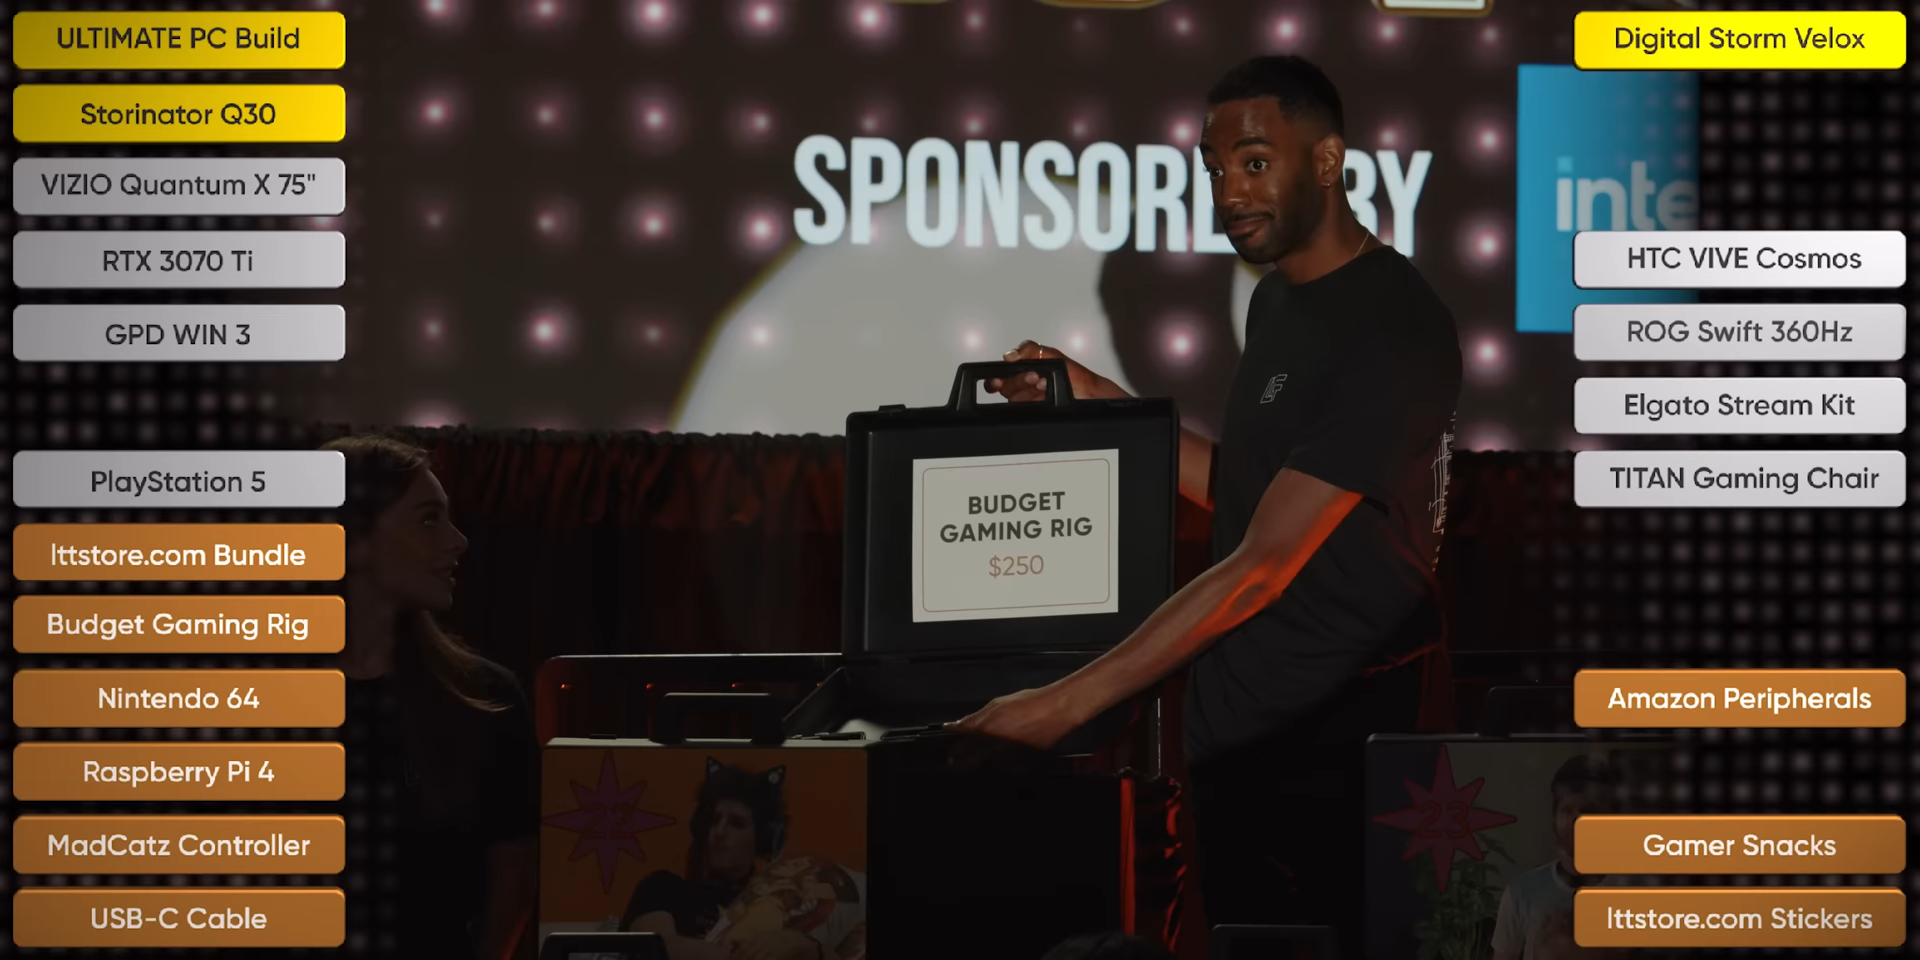 ULTIMATE PC Build
Storinator Q30
VIZIO Quantum X 75"
RTX 3070 Ti
GPD WIN 3
PlayStation 5
lttstore.com Bundle
Budget Gaming Rig
Nintendo 64
Raspberry Pi 4
MadCatz Controller
USB-C Cable
SPONSORED BY
inte
BUDGET
GAMING RIG
$250
23
Digital Storm Velox
HTC VIVE Cosmos
ROG Swift 360Hz
Elgato Stream Kit
TITAN Gaming Chair
Amazon Peripherals
Gamer Snacks
lttstore.com Stickers